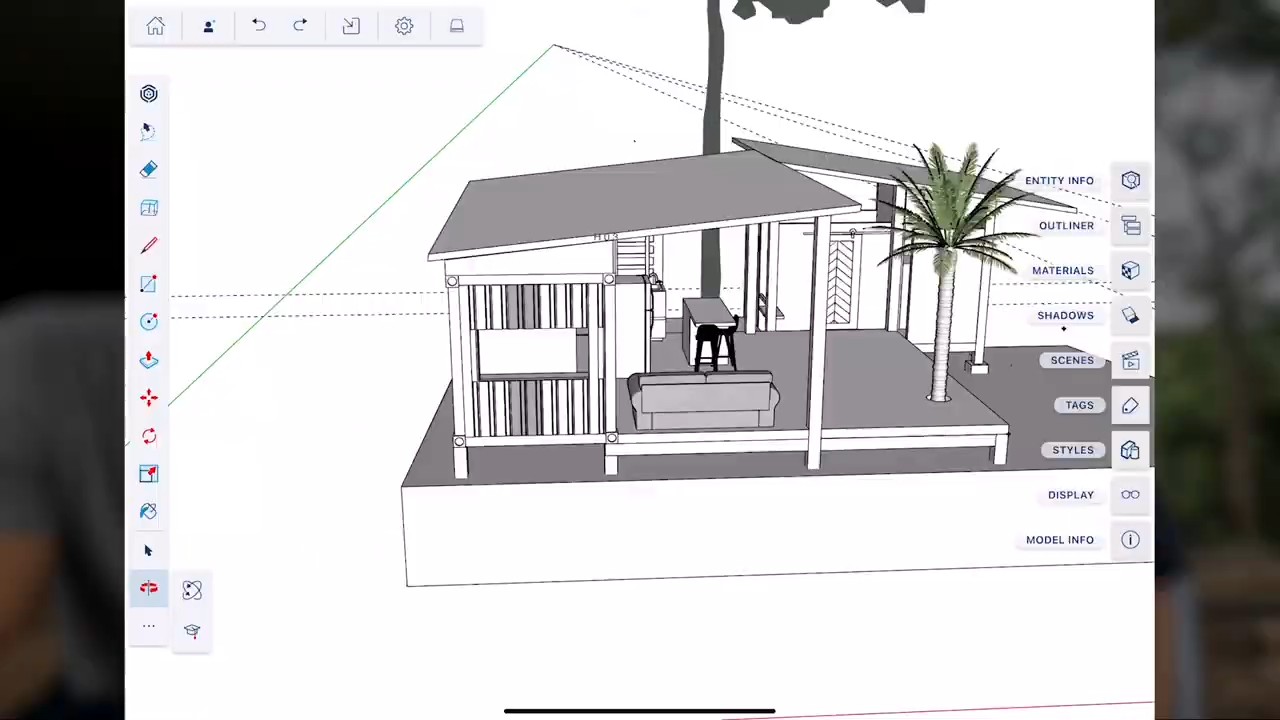 ENTITY INFO
OUTLINER
MATERIALS
SHADOWS
SCENES
TAGS
STYLES
DISPLAY
MODEL INFO